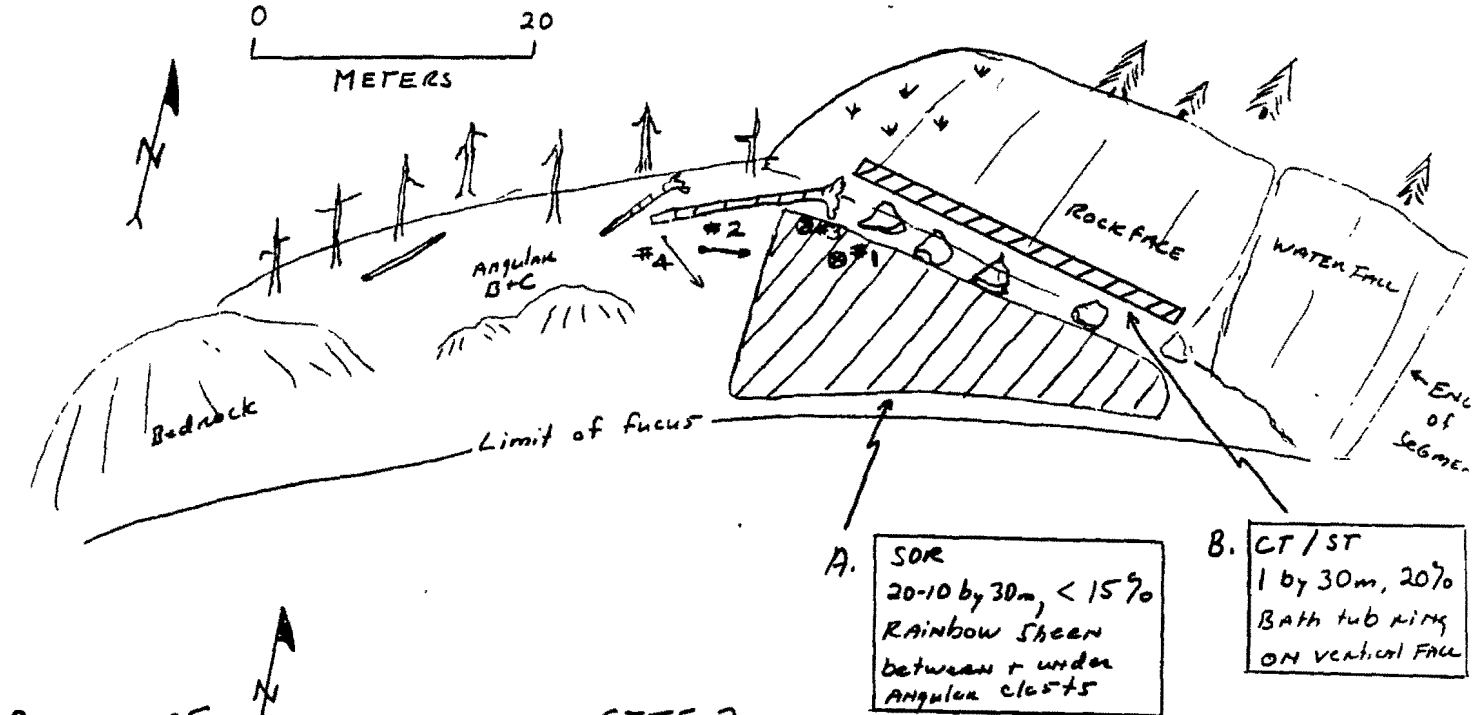 0 20
METERS
N
#2
#3
#1
#4
ANGULAR
B+C
ROCK FACE
WATER FALL
Bedrock
Limit of fucus
of
A.
SOR
20-10 by 30m, < 15%
RAINBOW SHEEN
between + under
ANgular clasts
B.
CT / ST
1 by 30m, 20%
BAth tub RING
ON vertical FACE
N